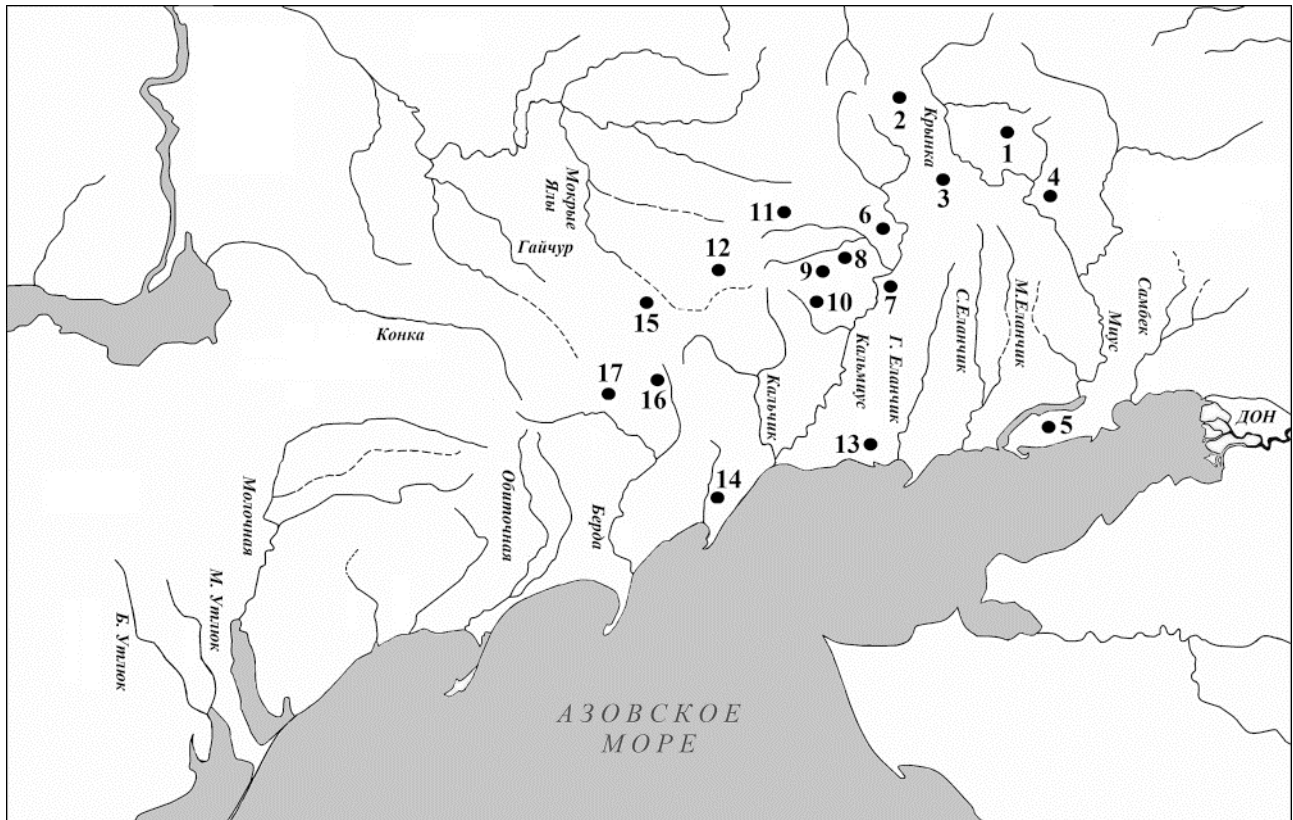 2
1
Крынка
4
3
Мокрые
Ялы
11
6
Гайчур
12
8
9
7
10
15
С.Еланчик
М.Еланчик
Самбек
Миус
Конка
Кальмиус
Г. Еланчик
17
16
Кальчик
ДОН
5
13
14
Молочная
Обиточная
Берда
М. Утлюк
Б. Утлюк
АЗОВСКОЕ
МОРЕ